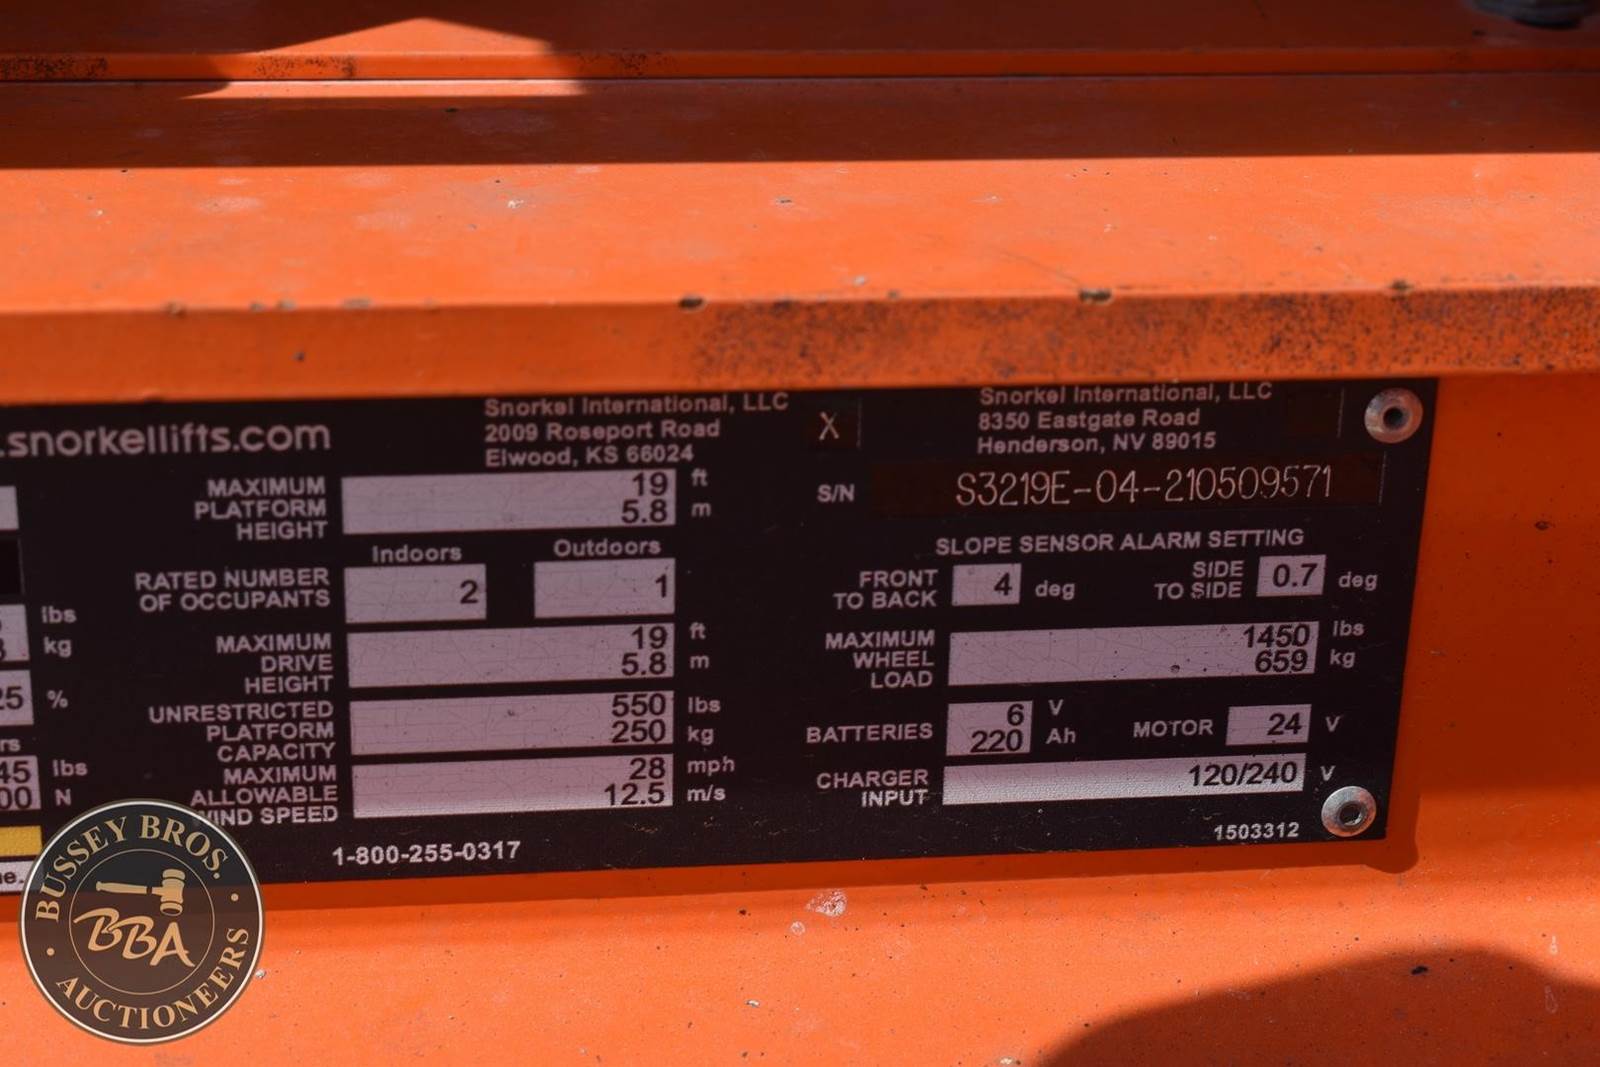 .snorkellifts.com
Snorkel International, LLC
2009 Roseport Road
Elwood, KS 66024
X
Snorkel International, LLC
8350 Eastgate Road
Henderson, NV 89015
S/N S3219E-04-210509571
MAXIMUM PLATFORM HEIGHT
19 ft
5.8 m
Indoors Outdoors
RATED NUMBER OF OCCUPANTS
2 1
MAXIMUM DRIVE HEIGHT
19 ft
5.8 m
UNRESTRICTED PLATFORM CAPACITY
550 lbs
250 kg
MAXIMUM ALLOWABLE WIND SPEED
28 mph
12.5 m/s
1-800-255-0317
SLOPE SENSOR ALARM SETTING
FRONT TO BACK 4 deg
SIDE TO SIDE 0.7 deg
MAXIMUM WHEEL LOAD
1450 lbs
659 kg
BATTERIES
6 V
220 Ah
MOTOR 24 V
CHARGER INPUT 120/240 V
1503312
lbs
kg
25 %
45 lbs
00 N
BUSSEY BROS.
BBA
AUCTIONEERS